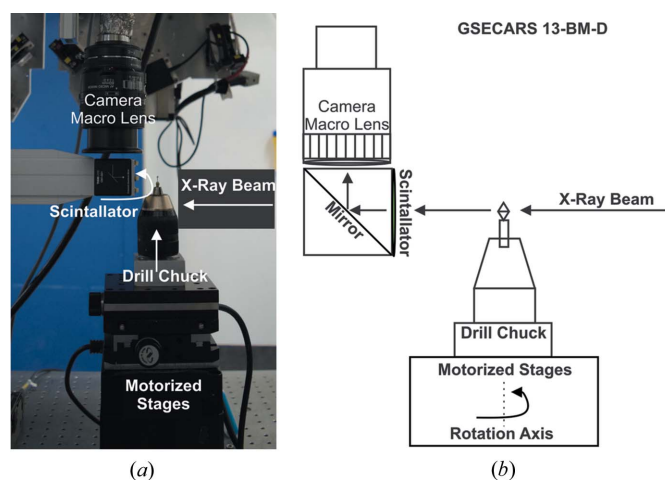 Camera
Macro Lens
X-Ray Beam
Scintallator
Drill Chuck
Motorized
Stages
(a)
GSECARS 13-BM-D
Camera
Macro Lens
Scintallator
Mirror
X-Ray Beam
Drill Chuck
Motorized Stages
Rotation Axis
(b)